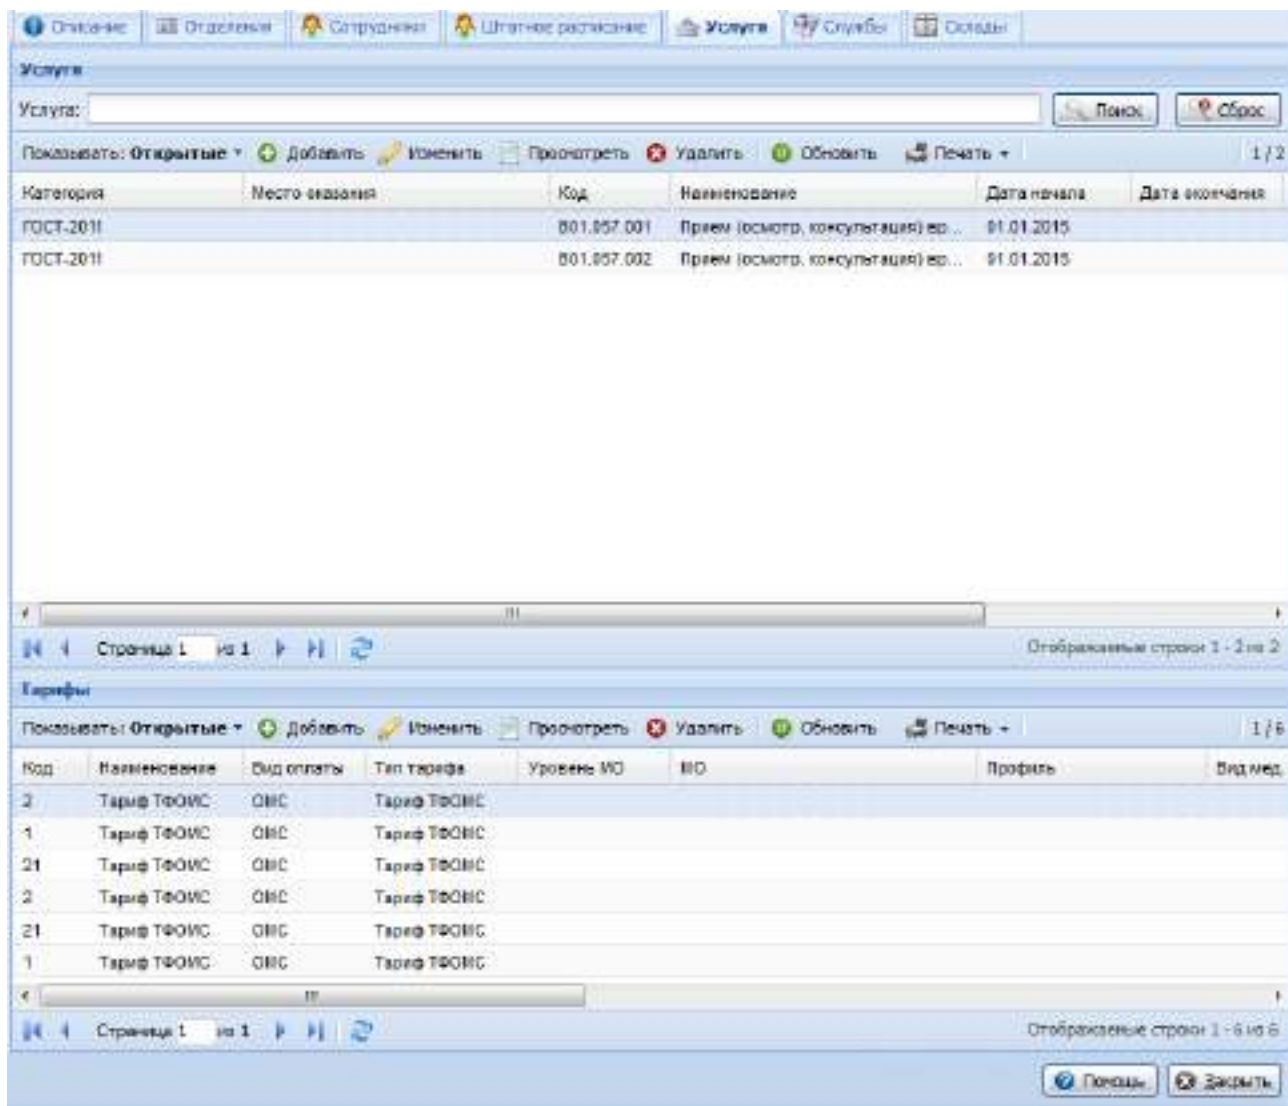 Описание Отделения Сотрудники Штатное расписание Услуги Службы Склады
Услуги
Услуга: Поиск Сброс
Показывать: Открытые Добавить Изменить Просмотреть Удалить Обновить Печать 1 / 2
Категория Место оказания Код Наименование Дата начала Дата окончания
ГОСТ-2011 B01.057.001 Прием (осмотр, консультация) вр... 01.01.2015
ГОСТ-2011 B01.057.002 Прием (осмотр, консультация) вр... 01.01.2015
Страница 1 из 1 Отображаемые строки 1 - 2 из 2
Тарифы
Показывать: Открытые Добавить Изменить Просмотреть Удалить Обновить Печать 1 / 6
Код Наименование Вид оплаты Тип тарифа Уровень МО МО Профиль Вид мед.
2 Тариф ТФОМС ОМС Тариф ТФОМС
1 Тариф ТФОМС ОМС Тариф ТФОМС
21 Тариф ТФОМС ОМС Тариф ТФОМС
2 Тариф ТФОМС ОМС Тариф ТФОМС
21 Тариф ТФОМС ОМС Тариф ТФОМС
1 Тариф ТФОМС ОМС Тариф ТФОМС
Страница 1 из 1 Отображаемые строки 1 - 6 из 6
Помощь Закрыть